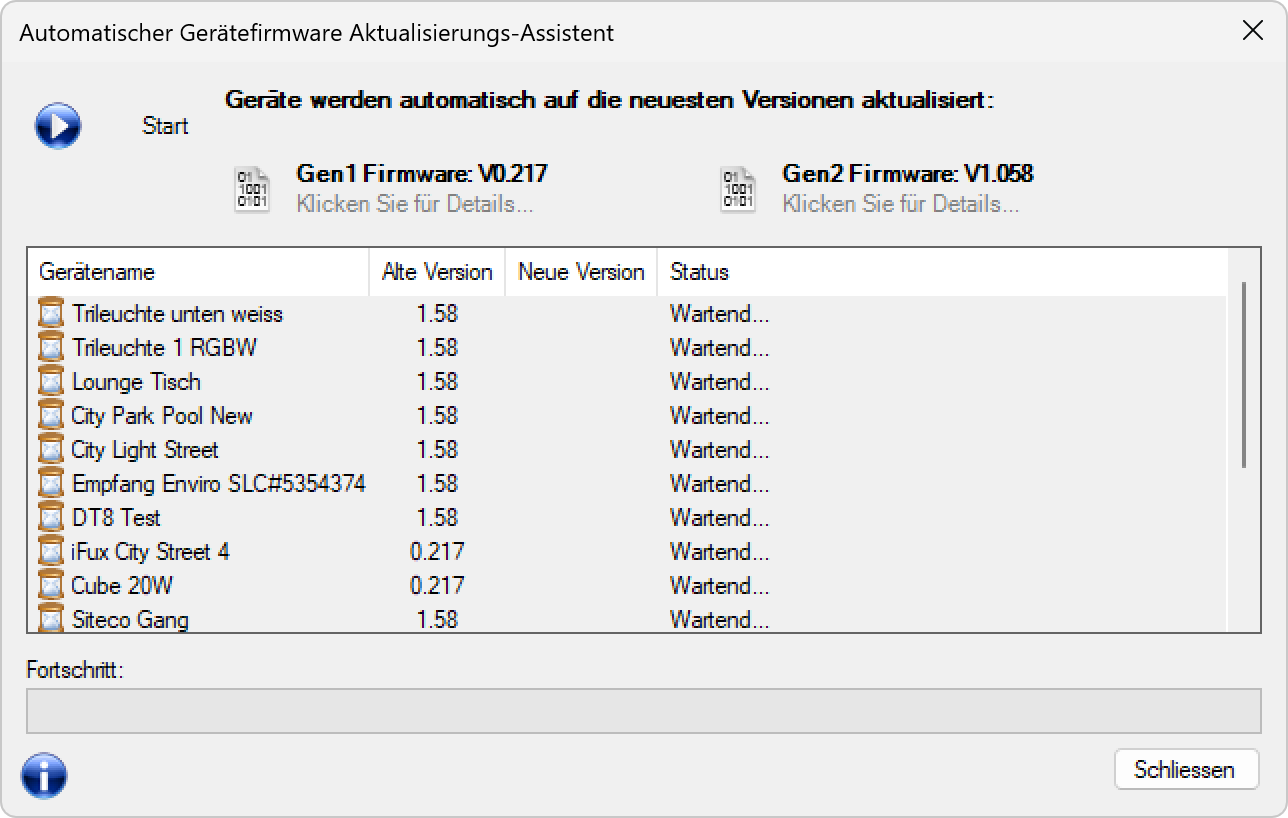 Automatischer Gerätefirmware Aktualisierungs-Assistent
Geräte werden automatisch auf die neuesten Versionen aktualisiert:
Start
Gen1 Firmware: V0.217 Gen2 Firmware: V1.058
Klicken Sie für Details... Klicken Sie für Details...
Gerätename Alte Version Neue Version Status
Trileuchte unten weiss 1.58 Wartend...
Trileuchte 1 RGBW 1.58 Wartend...
Lounge Tisch 1.58 Wartend...
City Park Pool New 1.58 Wartend...
City Light Street 1.58 Wartend...
Empfang Enviro SLC#5354374 1.58 Wartend...
DT8 Test 1.58 Wartend...
iFux City Street 4 0.217 Wartend...
Cube 20W 0.217 Wartend...
Siteco Gang 1.58 Wartend...
Fortschritt:
Schliessen